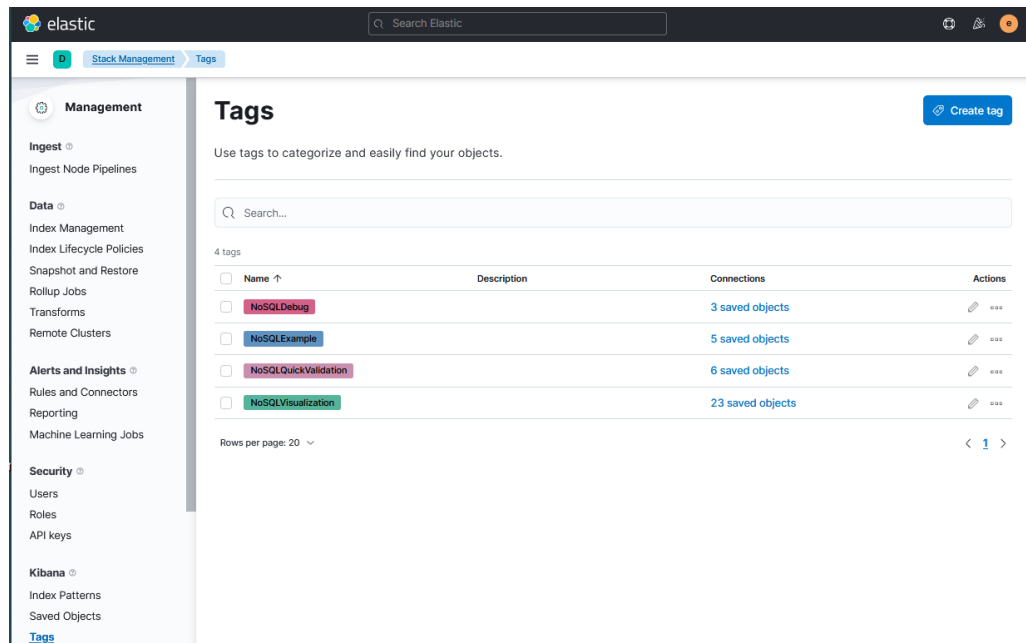 elastic
Search Elastic
e
D
Stack Management
Tags
Management
Ingest
Ingest Node Pipelines
Data
Index Management
Index Lifecycle Policies
Snapshot and Restore
Rollup Jobs
Transforms
Remote Clusters
Alerts and Insights
Rules and Connectors
Reporting
Machine Learning Jobs
Security
Users
Roles
API keys
Kibana
Index Patterns
Saved Objects
Tags
Tags
Create tag
Use tags to categorize and easily find your objects.
Search...
4 tags
Name Description Connections Actions
NoSQLDebug 3 saved objects
NoSQLExample 5 saved objects
NoSQLQuickValidation 6 saved objects
NoSQLVisualization 23 saved objects
Rows per page: 20
1